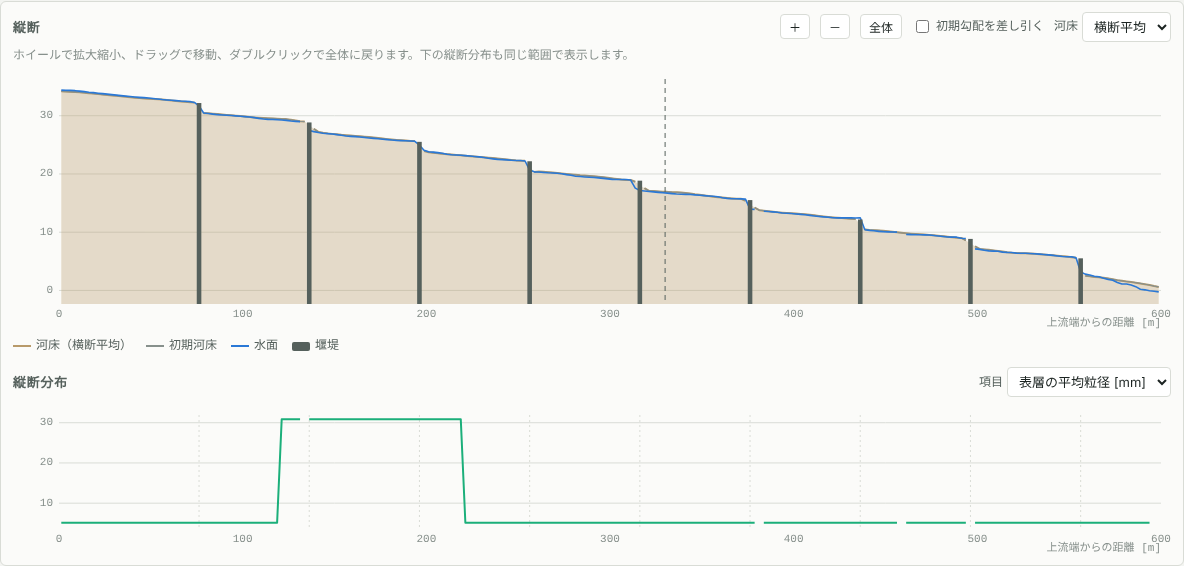 縦断
+ − 全体 初期勾配を差し引く 河床 横断平均
ホイールで拡大縮小、ドラッグで移動、ダブルクリックで全体に戻ります。下の縦断分布も同じ範囲で表示します。
30
20
10
0
0 100 200 300 400 500 600
上流端からの距離 [m]
河床（横断平均） 初期河床 水面 堰堤
縦断分布
項目 表層の平均粒径 [mm]
30
20
10
0 100 200 300 400 500 600
上流端からの距離 [m]